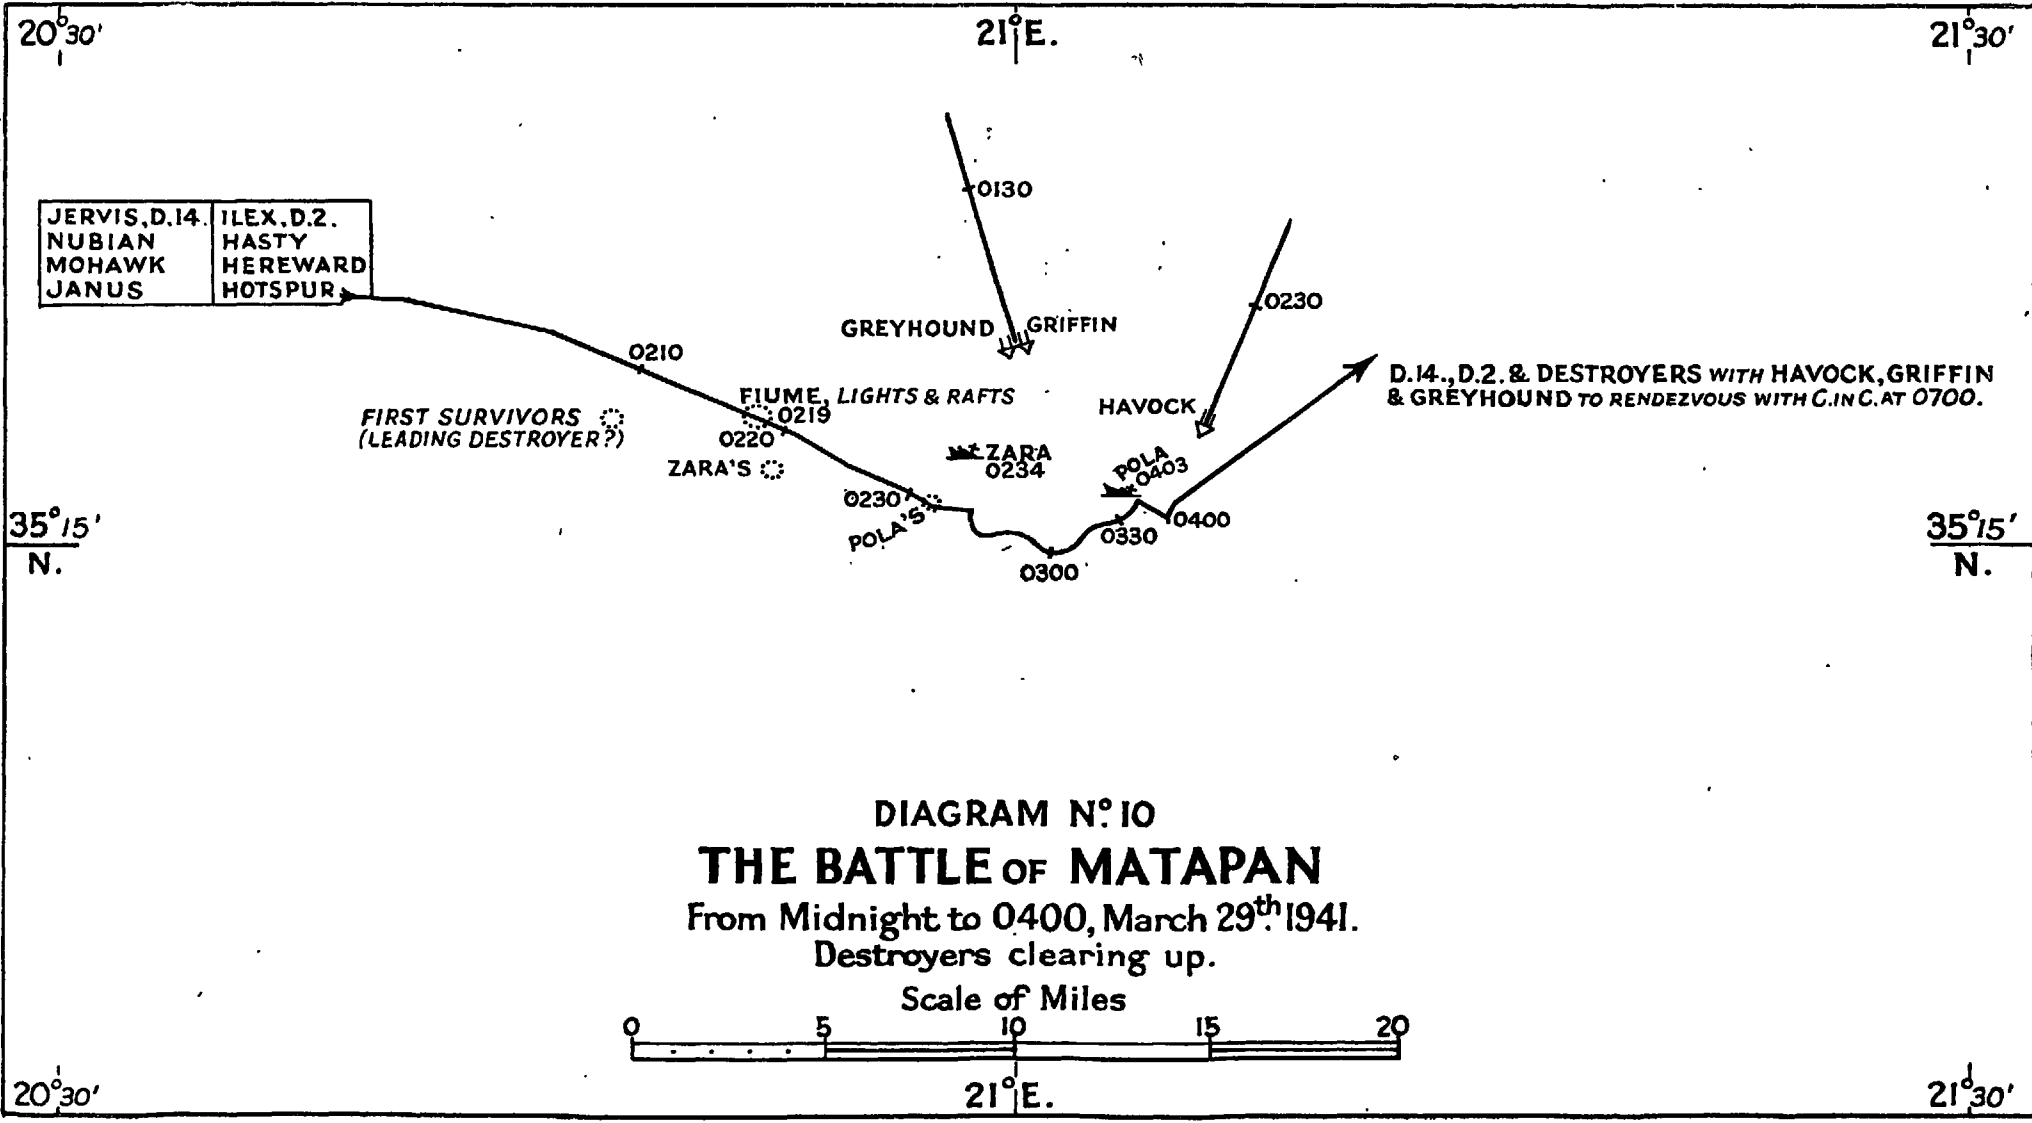 20°30' 21°E. 21°30'
0130
JERVIS, D.14. ILEX, D.2.
NUBIAN HASTY
MOHAWK HEREWARD
JANUS HOTSPUR
0230
GREYHOUND GRIFFIN
0210
D.14., D.2. & DESTROYERS WITH HAVOCK, GRIFFIN
& GREYHOUND TO RENDEZVOUS WITH C. IN C. AT 0700.
FIUME, LIGHTS & RAFTS
0219
HAVOCK
FIRST SURVIVORS
(LEADING DESTROYER?)
0220
ZARA
0234
ZARA'S
POLA
0403
0230
POLA'S
0400
0330
0300
35°15' 35°15'
N. N.
DIAGRAM Nº 10
THE BATTLE OF MATAPAN
From Midnight to 0400, March 29th 1941.
Destroyers clearing up.
Scale of Miles
0 5 10 15 20
20°30' 21°E. 21°30'